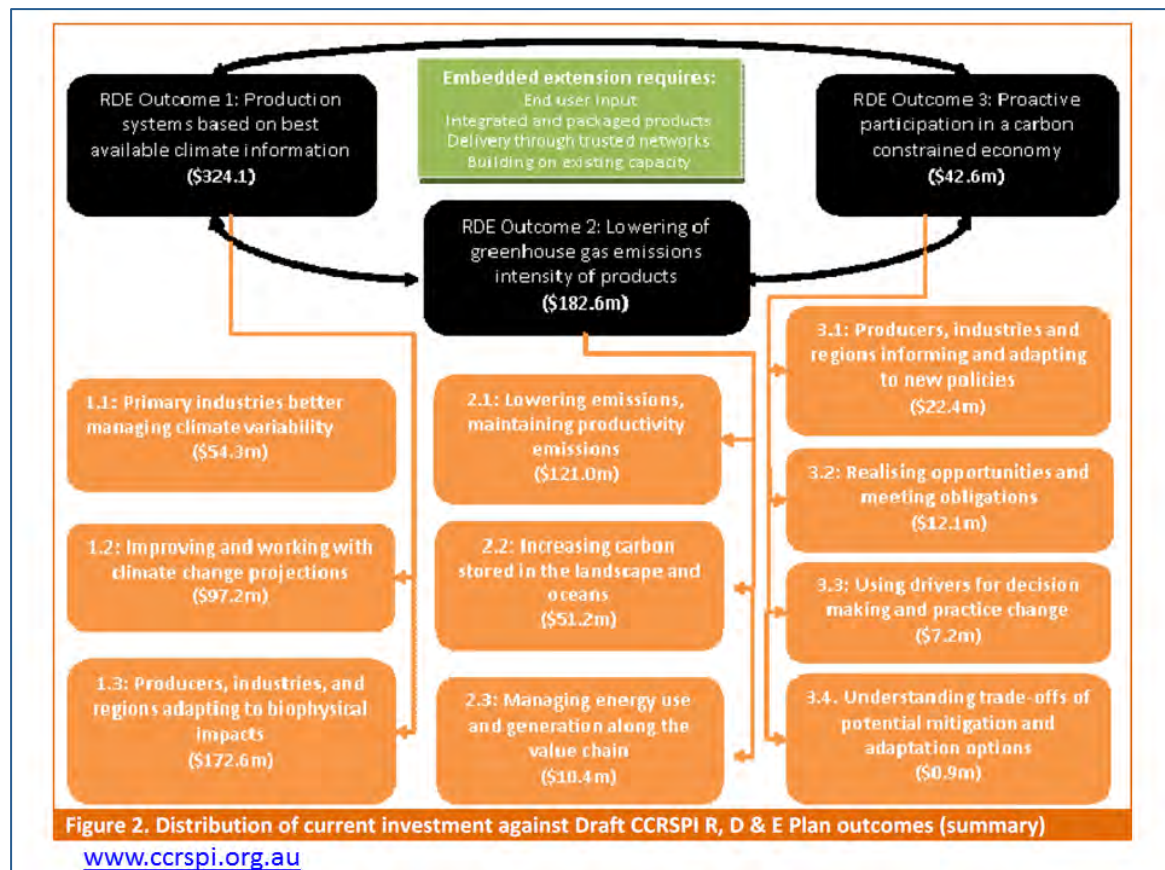 RDE Outcome 1: Production
systems based on best
available climate information
($324.1)
Embedded extension requires:
End user input
Integrated and packaged products
Delivery through trusted networks
Building on existing capacity
RDE Outcome 3: Proactive
participation in a carbon
constrained economy
($42.6m)
RDE Outcome 2: Lowering of
greenhouse gas emissions
intensity of products
($182.6m)
1.1: Primary industries better
managing climate variability
($54.3m)
1.2: Improving and working with
climate change projections
($97.2m)
1.3: Producers, industries, and
regions adapting to biophysical
impacts
($172.6m)
2.1: Lowering emissions,
maintaining productivity
emissions
($121.0m)
2.2: Increasing carbon
stored in the landscape and
oceans
($51.2m)
2.3: Managing energy use
and generation along the
value chain
($10.4m)
3.1: Producers, industries and
regions informing and adapting
to new policies
($22.4m)
3.2: Realising opportunities and
meeting obligations
($12.1m)
3.3: Using drivers for decision
making and practice change
($7.2m)
3.4. Understanding trade-offs of
potential mitigation and
adaptation options
($0.9m)
Figure 2. Distribution of current investment against Draft CCRSPI R, D & E Plan outcomes (summary)
www.ccrspi.org.au